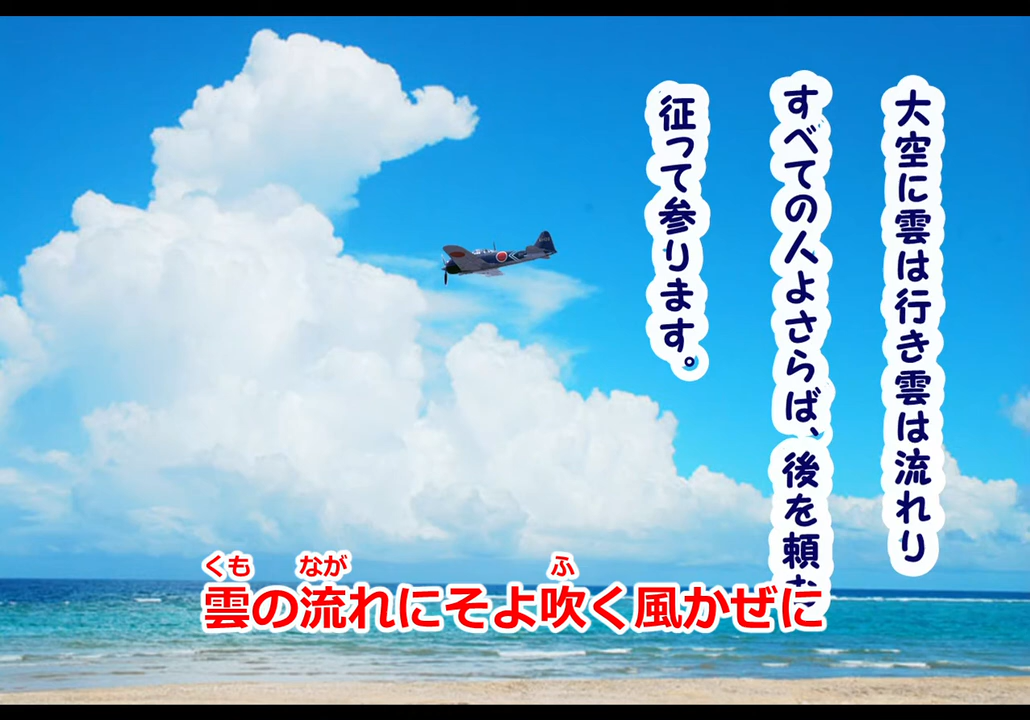 大空に雲は行き雲は流れり
すべての人よさらば、後を頼む
征って参ります。
くも なが ふ
雲の流れにそよ吹く風かぜに